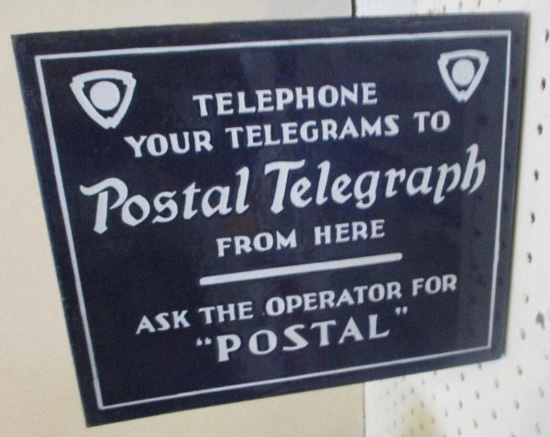 TELEPHONE
YOUR TELEGRAMS TO
Postal Telegraph
FROM HERE
ASK THE OPERATOR FOR
"POSTAL"